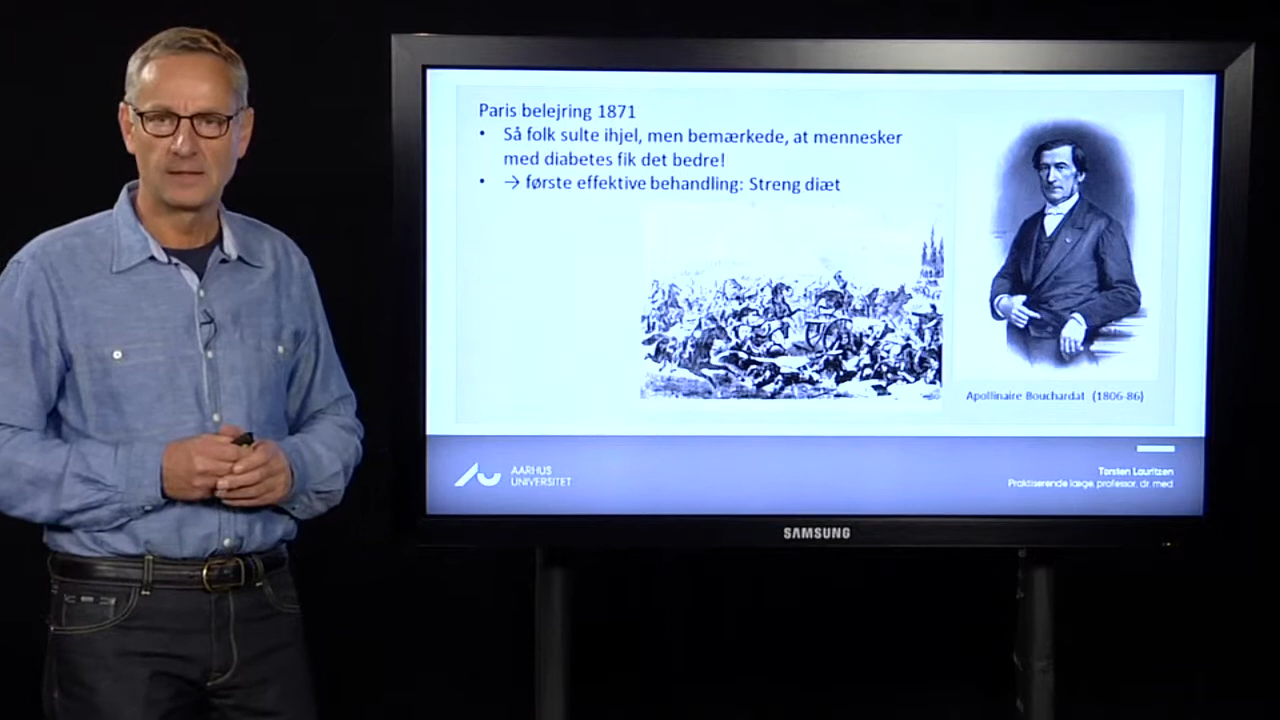 Paris belejring 1871
• Så folk sulte ihjel, men bemærkede, at mennesker
med diabetes fik det bedre!
• → første effektive behandling: Streng diæt
Apollinaire Bouchardat (1806-86)
AARHUS
UNIVERSITET
Torsten Lauritzen
Praktiserende læge, professor, dr. med
SAMSUNG